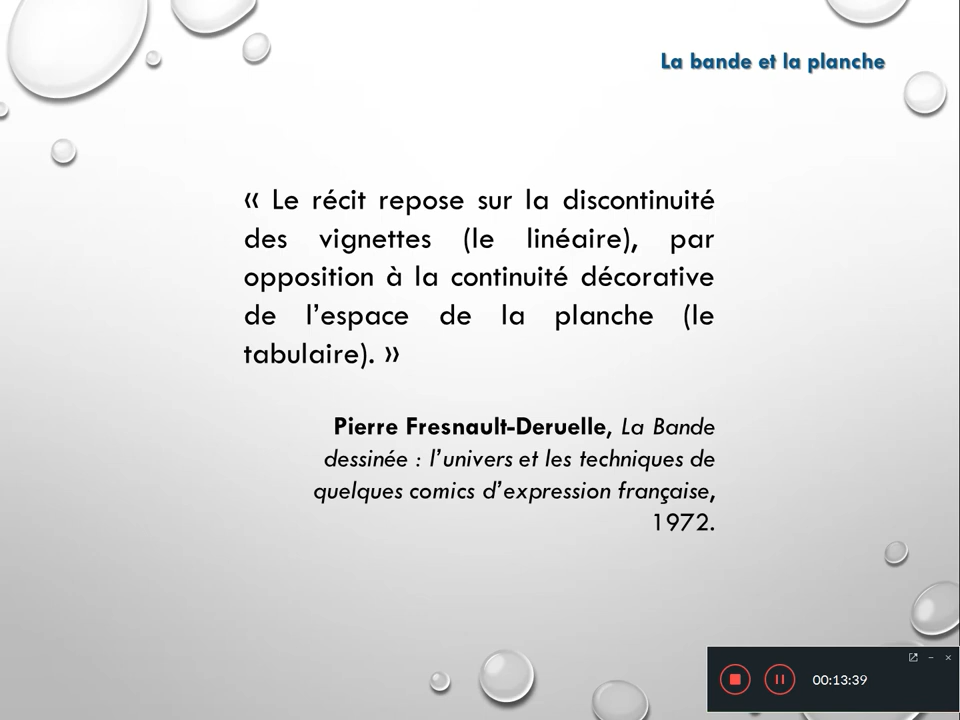 La bande et la planche
« Le récit repose sur la discontinuité
des vignettes (le linéaire), par
opposition à la continuité décorative
de l’espace de la planche (le
tabulaire). »
Pierre Fresnault-Deruelle, La Bande
dessinée : l’univers et les techniques de
quelques comics d’expression française,
1972.
00:13:39